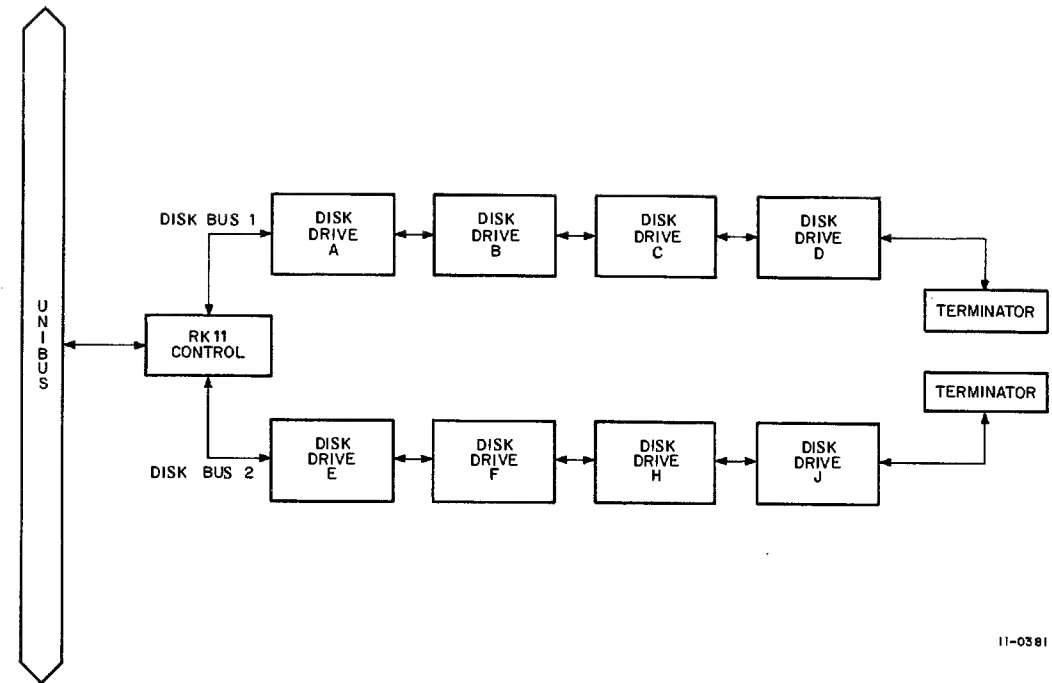 UNIBUS
DISK BUS 1
DISK
DRIVE
A
DISK
DRIVE
B
DISK
DRIVE
C
DISK
DRIVE
D
TERMINATOR
RK11
CONTROL
TERMINATOR
DISK BUS 2
DISK
DRIVE
E
DISK
DRIVE
F
DISK
DRIVE
H
DISK
DRIVE
J
11-0381